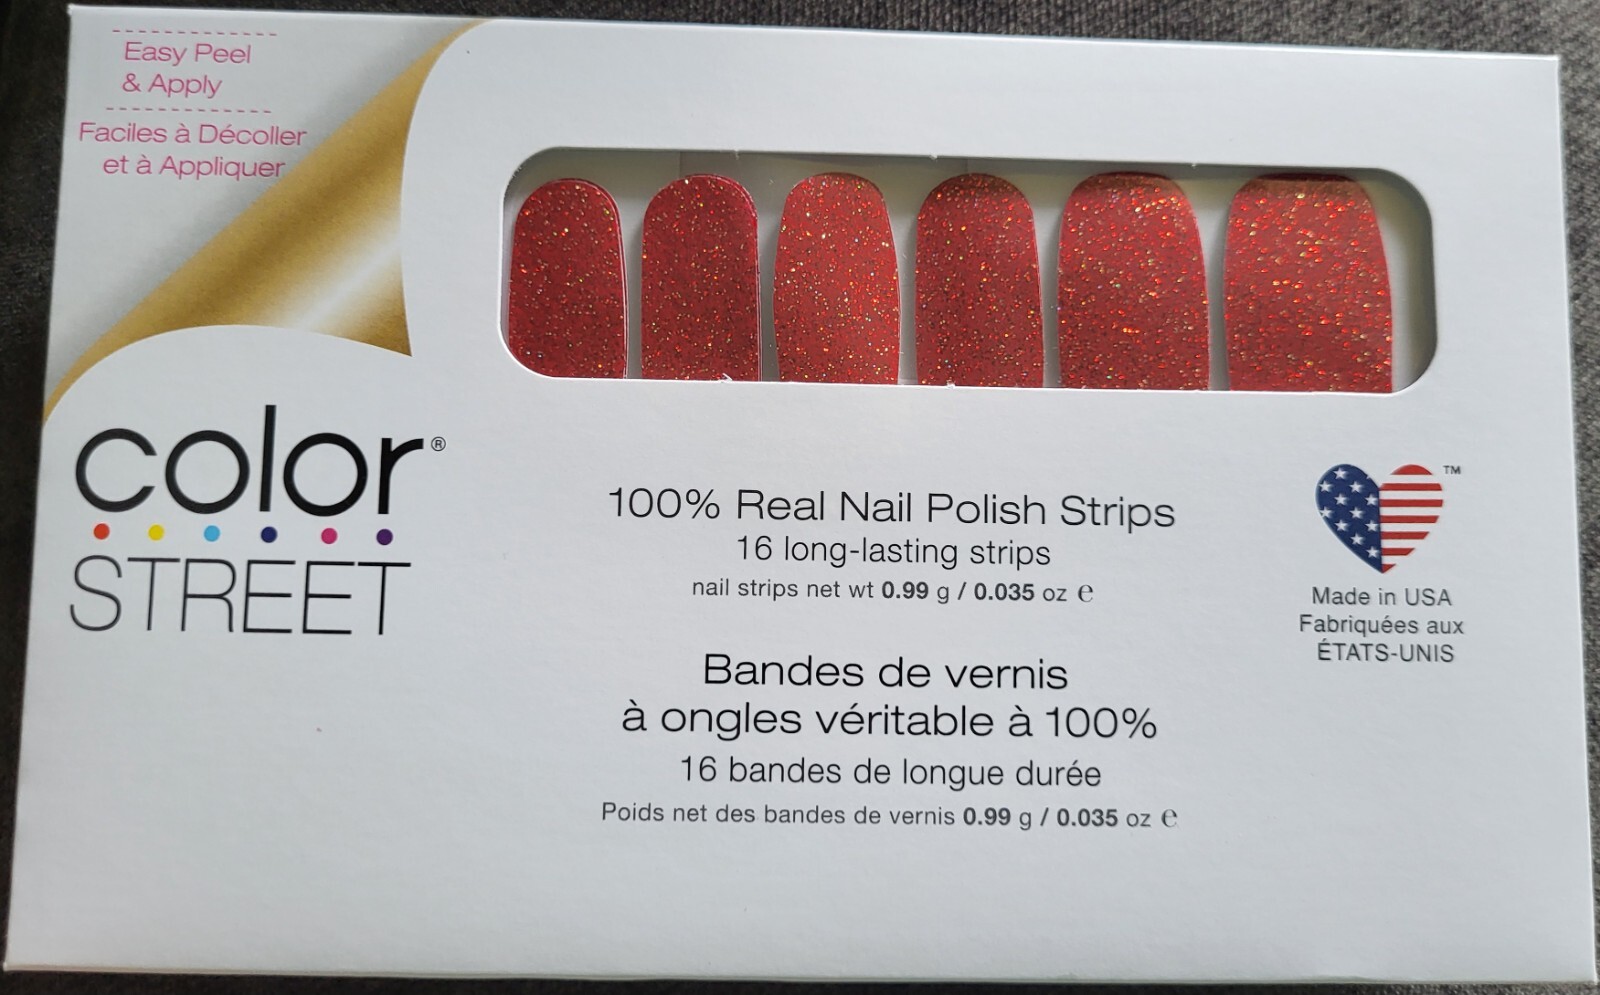 Easy Peel
& Apply
Faciles à Décoller
et à Appliquer
color®
STREET
100% Real Nail Polish Strips
16 long-lasting strips
nail strips net wt 0.99 g / 0.035 oz ℮
Bandes de vernis
à ongles véritable à 100%
16 bandes de longue durée
Poids net des bandes de vernis 0.99 g / 0.035 oz ℮
TM
Made in USA
Fabriquées aux
ÉTATS-UNIS